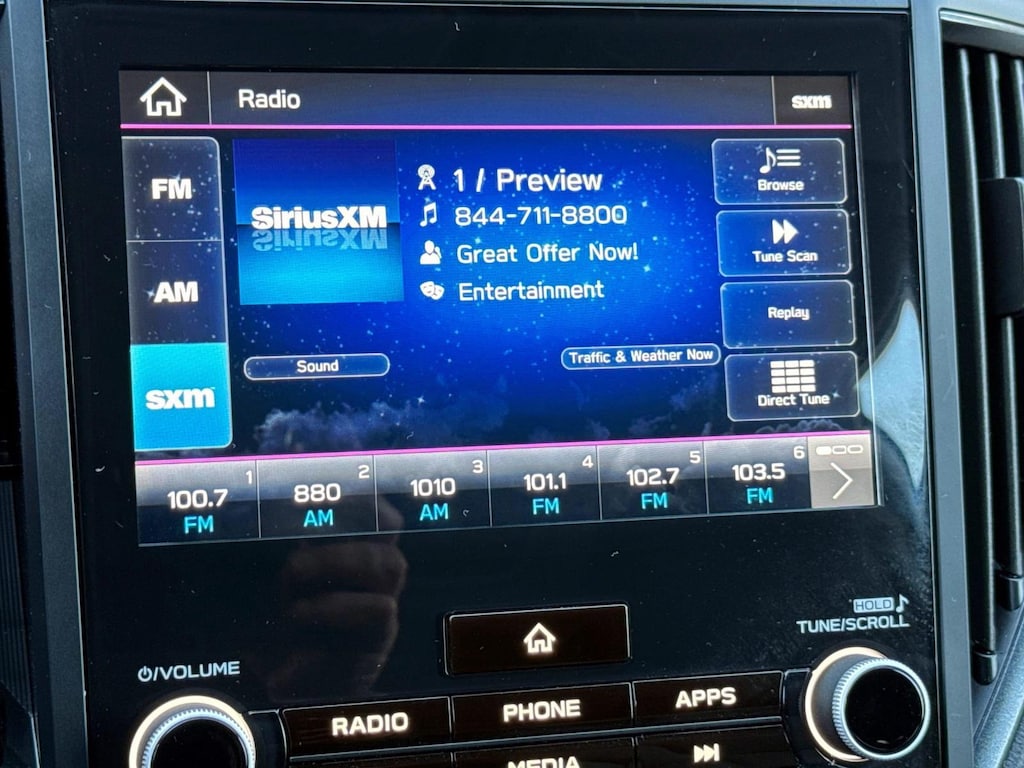 Radio
sxm
FM
AM
sxm
SiriusXM
1 / Preview
844-711-8800
Great Offer Now!
Entertainment
Sound
Traffic & Weather Now
Browse
Tune Scan
Replay
Direct Tune
1
100.7
FM
2
880
AM
3
1010
AM
4
101.1
FM
5
102.7
FM
6
103.5
FM
HOLD
TUNE/SCROLL
/VOLUME
RADIO
PHONE
APPS
MEDIA